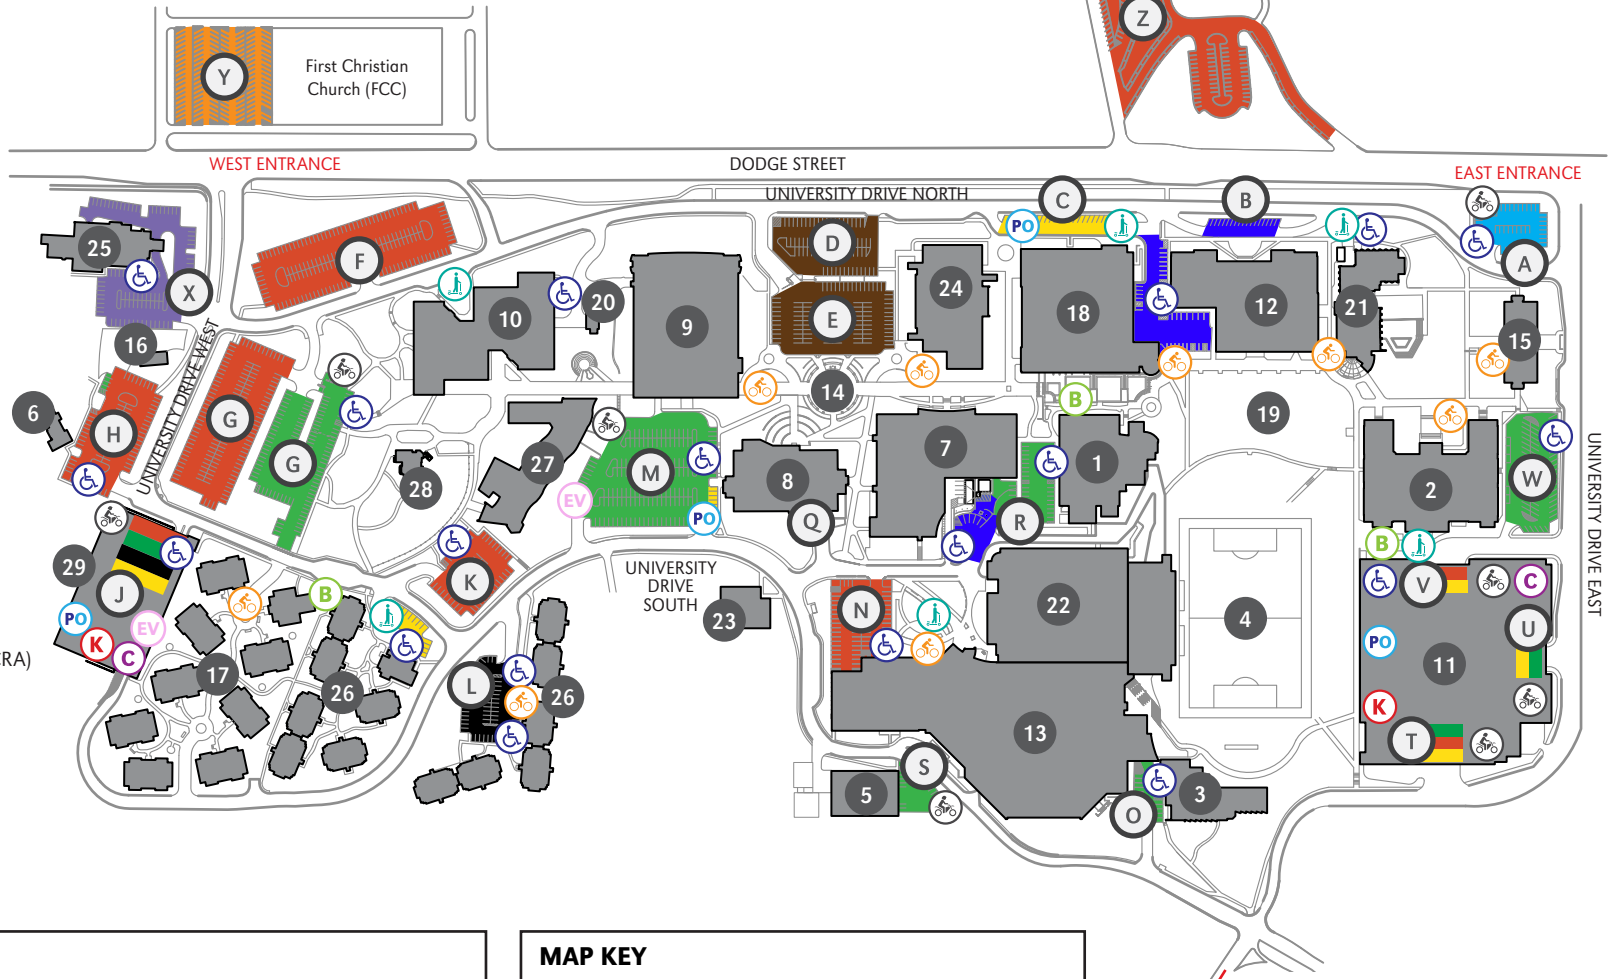 Z
Y
First Christian
Church (FCC)
WEST ENTRANCE
DODGE STREET
EAST ENTRANCE
UNIVERSITY DRIVE NORTH
C
B
PO
A
25
X
F
D
E
10
20
9
24
18
12
21
15
16
UNIVERSITY DRIVE WEST
14
B
19
6
H
G
G
28
27
EV
M
PO
8
Q
7
R
1
2
W
UNIVERSITY DRIVE EAST
29
J
PO
EV
K
C
B
K
UNIVERSITY
DRIVE
SOUTH
23
N
22
4
B
V
C
U
PO
11
K
T
CRA)
17
26
L
26
13
S
5
O
3
MAP KEY